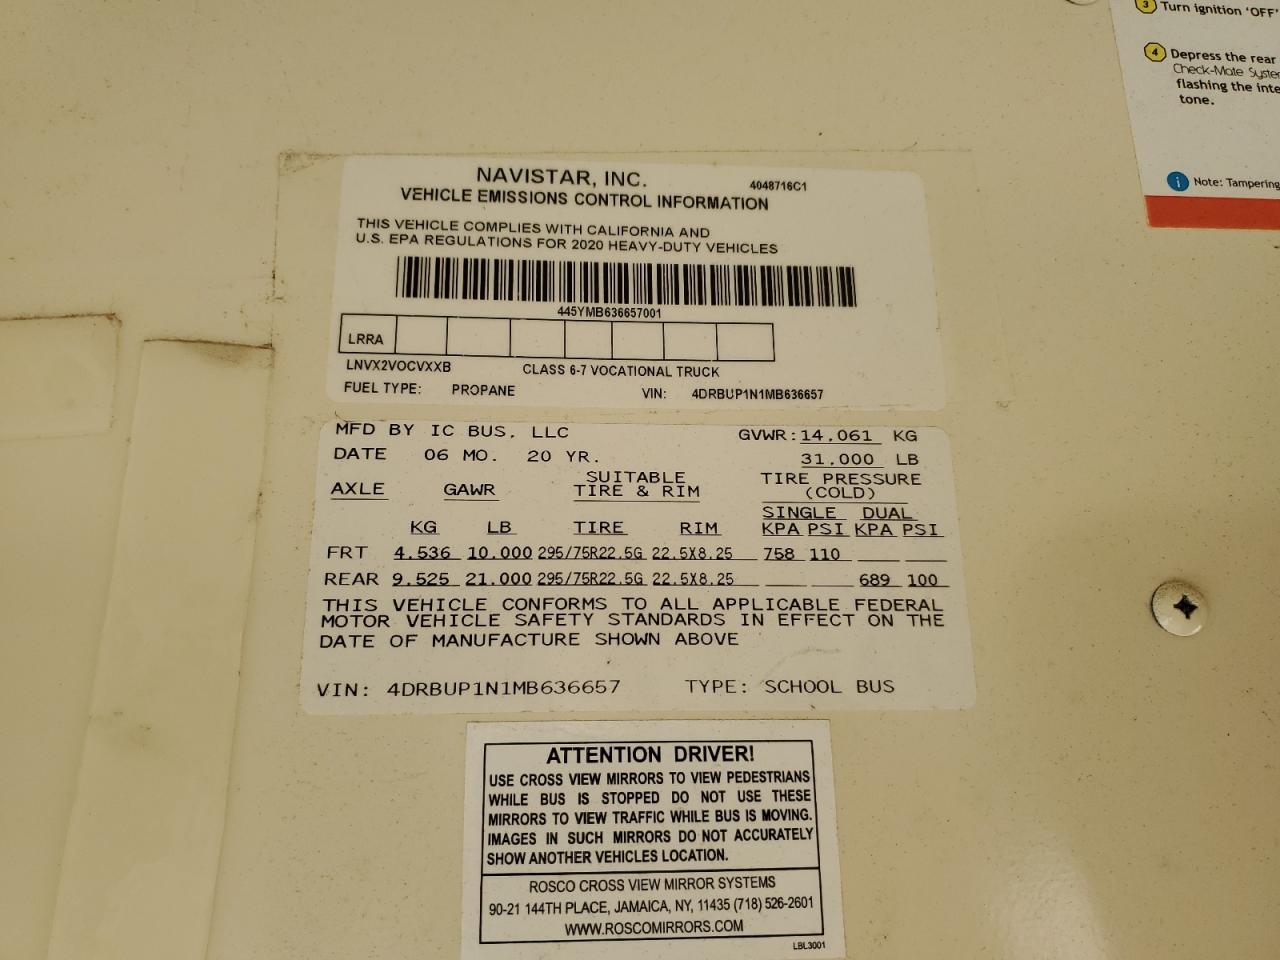 3 Turn ignition 'OFF'
4 Depress the rear
Check-Mate
flashing the
tone.
i Note: Tampering
NAVISTAR, INC.
4048716C1
VEHICLE EMISSIONS CONTROL INFORMATION
THIS VEHICLE COMPLIES WITH CALIFORNIA AND
U.S. EPA REGULATIONS FOR 2020 HEAVY-DUTY VEHICLES
445YMB636657001
LRRA
LNVX2VOCVXXB CLASS 6-7 VOCATIONAL TRUCK
FUEL TYPE: PROPANE VIN: 4DRBUP1N1MB636657
MFD BY IC BUS, LLC GVWR: 14,061 KG
DATE 06 MO. 20 YR. 31,000 LB
AXLE GAWR SUITABLE TIRE & RIM TIRE PRESSURE (COLD)
SINGLE DUAL
KG LB TIRE RIM KPA PSI KPA PSI
FRT 4,536 10,000 295/75R22.5G 22.5X8.25 758 110
REAR 9,525 21,000 295/75R22.5G 22.5X8.25 689 100
THIS VEHICLE CONFORMS TO ALL APPLICABLE FEDERAL
MOTOR VEHICLE SAFETY STANDARDS IN EFFECT ON THE
DATE OF MANUFACTURE SHOWN ABOVE
VIN: 4DRBUP1N1MB636657 TYPE: SCHOOL BUS
ATTENTION DRIVER!
USE CROSS VIEW MIRRORS TO VIEW PEDESTRIANS
WHILE BUS IS STOPPED DO NOT USE THESE
MIRRORS TO VIEW TRAFFIC WHILE BUS IS MOVING.
IMAGES IN SUCH MIRRORS DO NOT ACCURATELY
SHOW ANOTHER VEHICLES LOCATION.
ROSCO CROSS VIEW MIRROR SYSTEMS
90-21 144TH PLACE, JAMAICA, NY, 11435 (718) 526-2601
WWW.ROSCOMIRRORS.COM
LBL3001